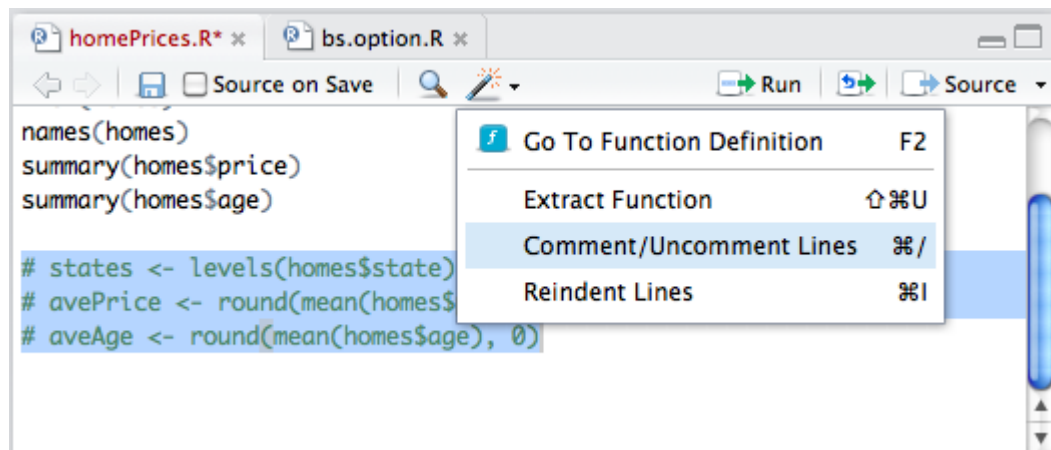 homePrices.R* × bs.option.R ×
Source on Save Run Source
names(homes)
summary(homes$price)
summary(homes$age)
# states <- levels(homes$state)
# avePrice <- round(mean(homes$
# aveAge <- round(mean(homes$age), 0)
Go To Function Definition F2
Extract Function ⇧⌘U
Comment/Uncomment Lines ⌘/
Reindent Lines ⌘I